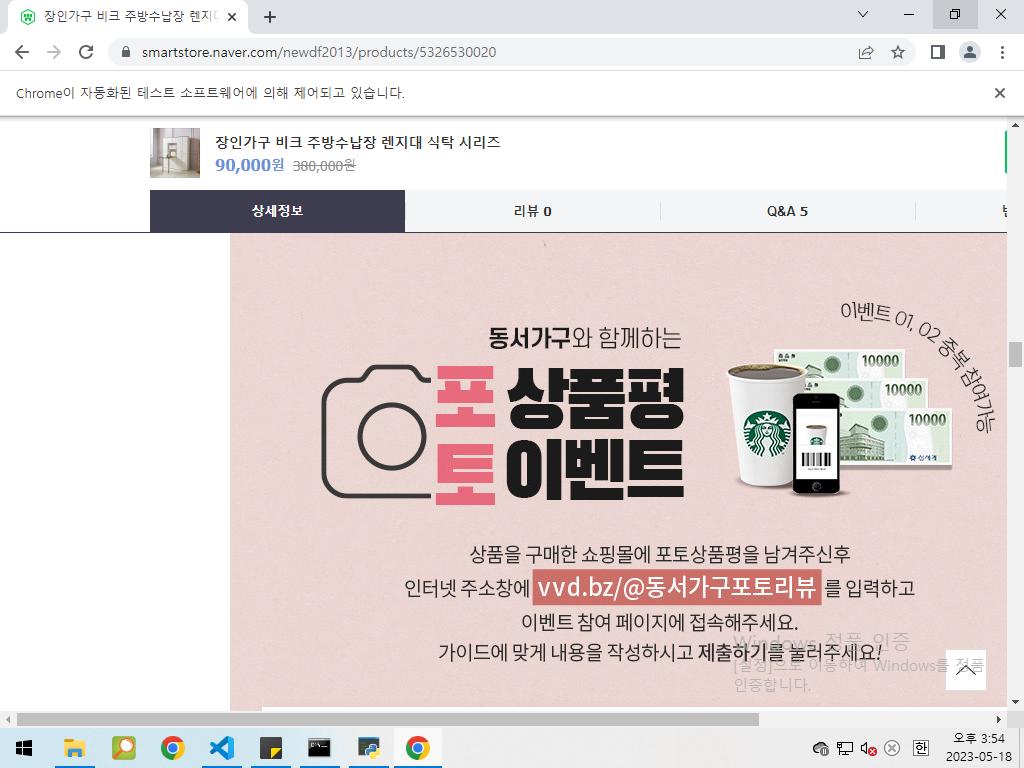 장인가구 비크 주방수납장 렌지다
smartstore.naver.com/newdf2013/products/5326530020
Chrome이 자동화된 테스트 소프트웨어에 의해 제어되고 있습니다.
장인가구 비크 주방수납장 렌지대 식탁 시리즈
90,000원 380,000원
상세정보 리뷰 0 Q&A 5
이벤트 01, 02 중복 참여가능
동서가구와 함께하는
포토 상품평
이벤트
10000
10000
10000
신세계
상품을 구매한 쇼핑몰에 포토상품평을 남겨주신후
인터넷 주소창에 vvd.bz/@동서가구포토리뷰 를 입력하고
이벤트 참여 페이지에 접속해주세요.
가이드에 맞게 내용을 작성하시고 제출하기를 눌러주세요!
Windows 정품 인증
[설정]으로 이동하여 Windows를 정품
인증합니다.
한
오후 3:54
2023-05-18